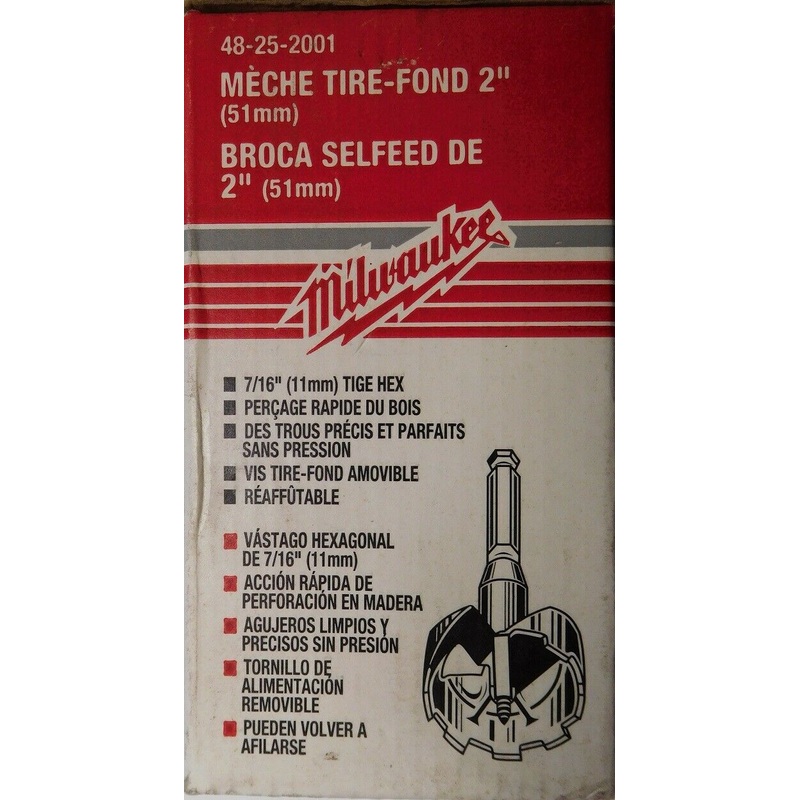 48-25-2001
MÈCHE TIRE-FOND 2"
(51mm)
BROCA SELFEED DE
2" (51mm)
Milwaukee
7/16" (11mm) TIGE HEX
PERÇAGE RAPIDE DU BOIS
DES TROUS PRÉCIS ET PARFAITS
SANS PRESSION
VIS TIRE-FOND AMOVIBLE
RÉAFFÛTABLE
VÁSTAGO HEXAGONAL
DE 7/16" (11mm)
ACCIÓN RÁPIDA DE
PERFORACIÓN EN MADERA
AGUJEROS LIMPIOS Y
PRECISOS SIN PRESIÓN
TORNILLO DE
ALIMENTACIÓN
REMOVIBLE
PUEDEN VOLVER A
AFILARSE